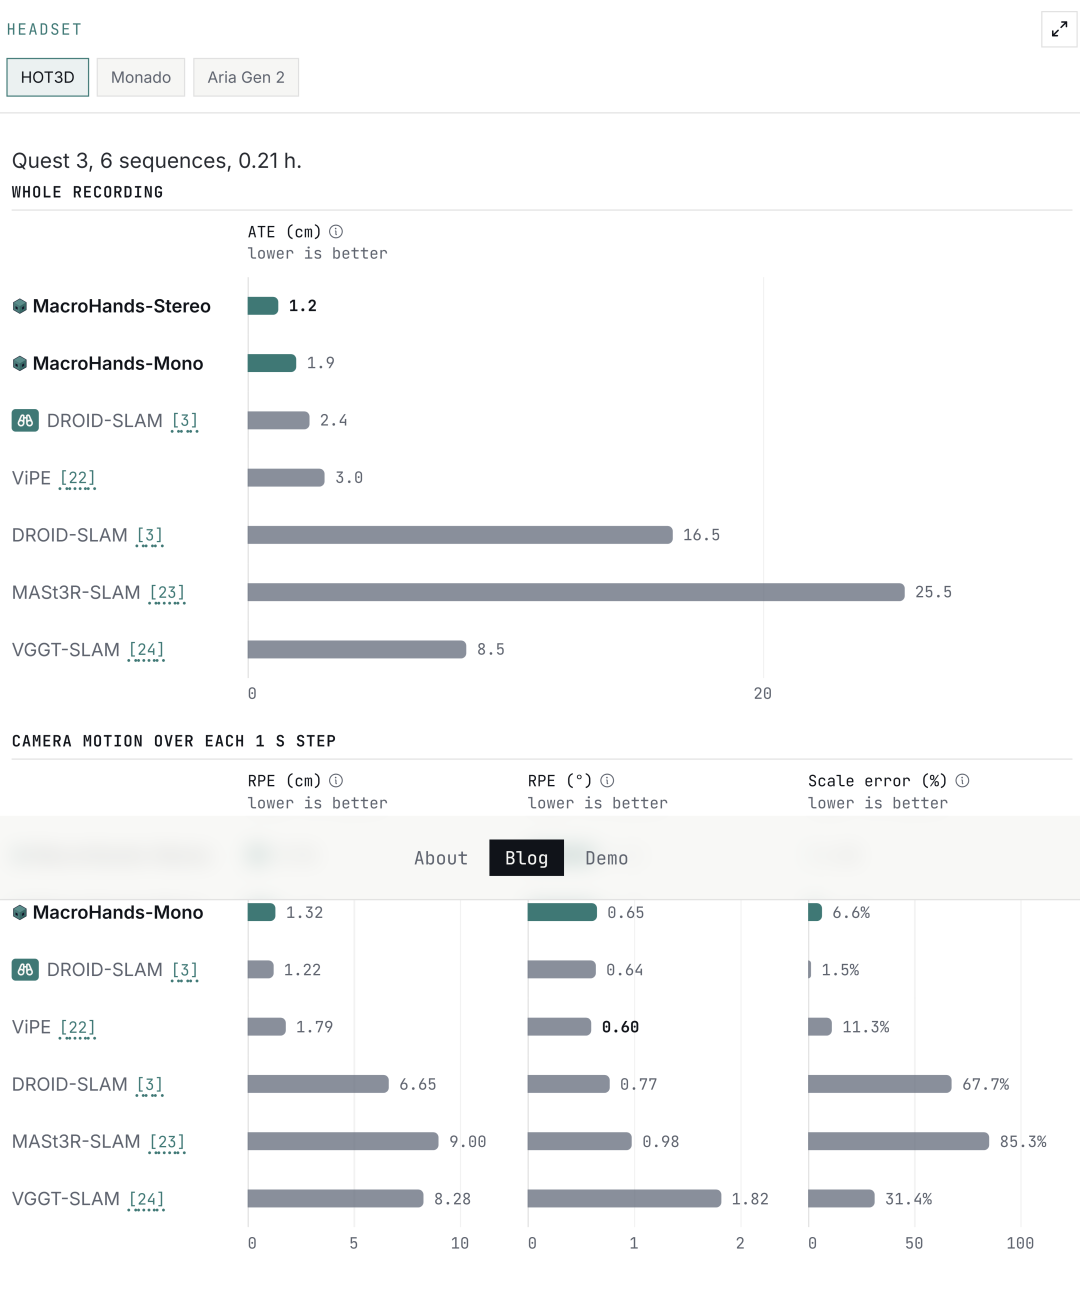 HEADSET
HOT3D Monado Aria Gen 2
Quest 3, 6 sequences, 0.21 h.
WHOLE RECORDING
ATE (cm)
lower is better
MacroHands-Stereo 1.2
MacroHands-Mono 1.9
DROID-SLAM [3] 2.4
ViPE [22] 3.0
DROID-SLAM [3] 16.5
MASt3R-SLAM [23] 25.5
VGGT-SLAM [24] 8.5
0 20
CAMERA MOTION OVER EACH 1 S STEP
RPE (cm) RPE (°) Scale error (%)
lower is better lower is better lower is better
About Blog Demo
MacroHands-Mono 1.32 0.65 6.6%
DROID-SLAM [3] 1.22 0.64 1.5%
ViPE [22] 1.79 0.60 11.3%
DROID-SLAM [3] 6.65 0.77 67.7%
MASt3R-SLAM [23] 9.00 0.98 85.3%
VGGT-SLAM [24] 8.28 1.82 31.4%
0 5 10 0 1 2 0 50 100